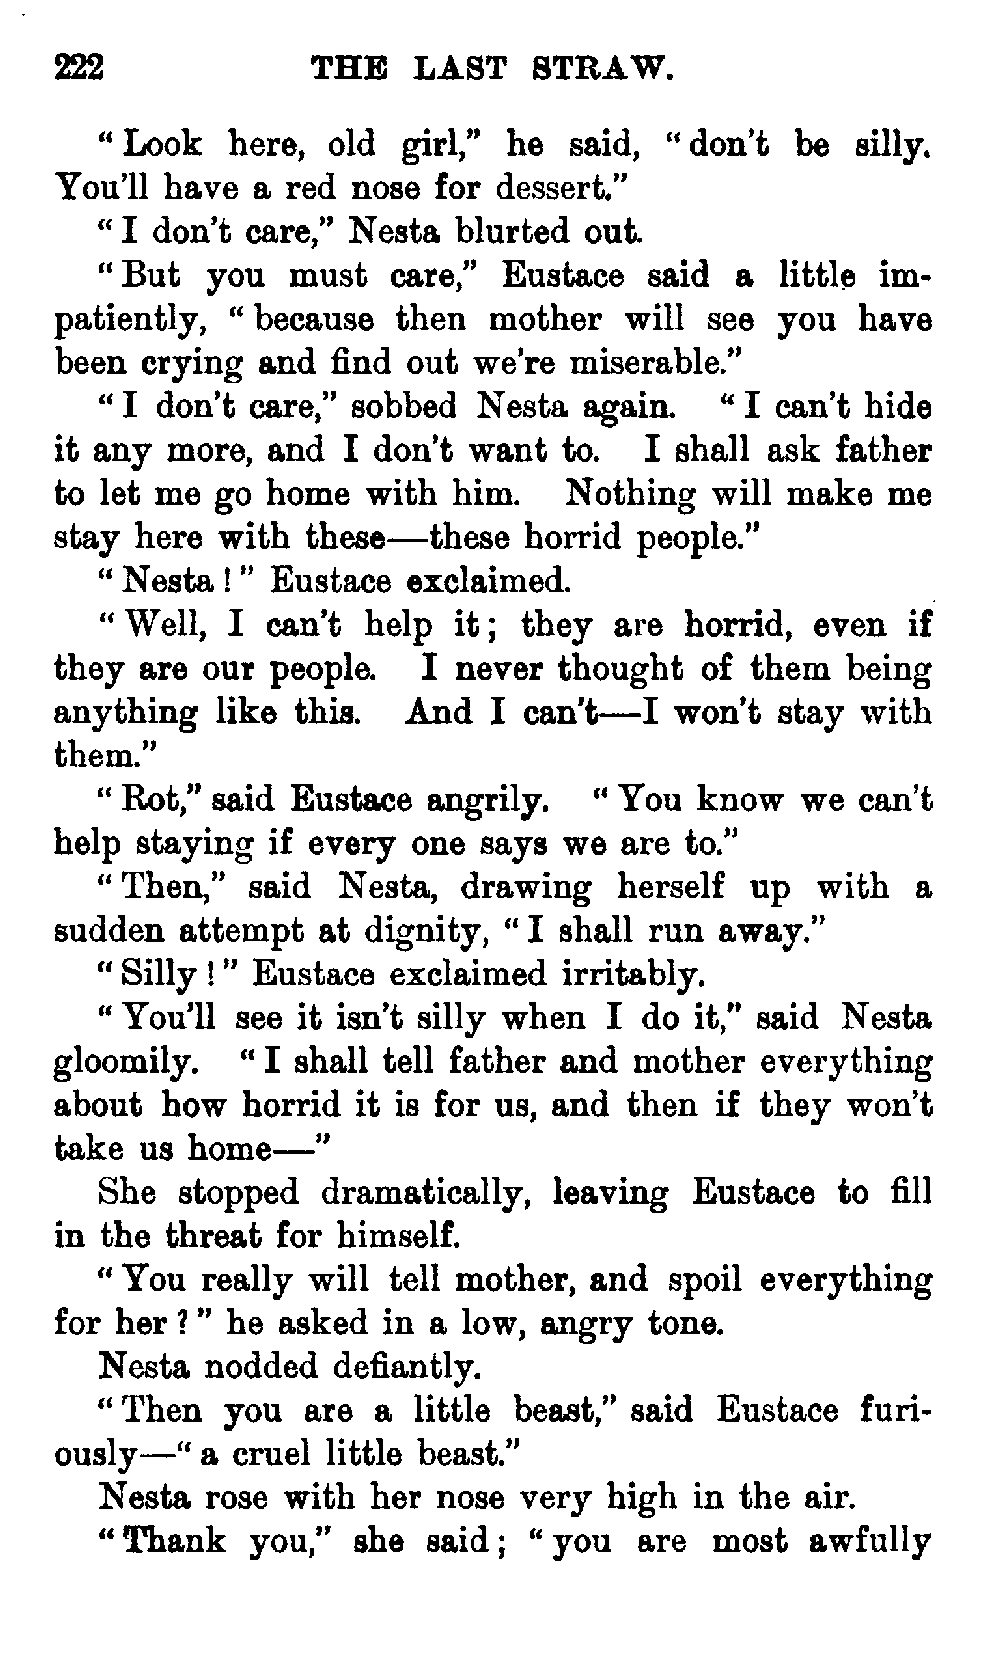 222 THE LAST STRAW.
“Look here, old girl,” he said, “don't be silly.
You'll have a red nose for dessert.”
“I don't care,” Nesta blurted out.
“But you must care,” Eustace said a little im-
patiently, “because then mother will see you have
been crying and find out we're miserable.”
“I don't care,” sobbed Nesta again. “I can't hide
it any more, and I don't want to. I shall ask father
to let me go home with him. Nothing will make me
stay here with these—these horrid people.”
“Nesta!” Eustace exclaimed.
“Well, I can't help it; they are horrid, even if
they are our people. I never thought of them being
anything like this. And I can't—I won't stay with
them.”
“Rot,” said Eustace angrily. “You know we can't
help staying if every one says we are to.”
“Then,” said Nesta, drawing herself up with a
sudden attempt at dignity, “I shall run away.”
“Silly!” Eustace exclaimed irritably.
“You'll see it isn't silly when I do it,” said Nesta
gloomily. “I shall tell father and mother everything
about how horrid it is for us, and then if they won't
take us home—”
She stopped dramatically, leaving Eustace to fill
in the threat for himself.
“You really will tell mother, and spoil everything
for her?” he asked in a low, angry tone.
Nesta nodded defiantly.
“Then you are a little beast,” said Eustace furi-
ously—“a cruel little beast.”
Nesta rose with her nose very high in the air.
“Thank you,” she said; “you are most awfully